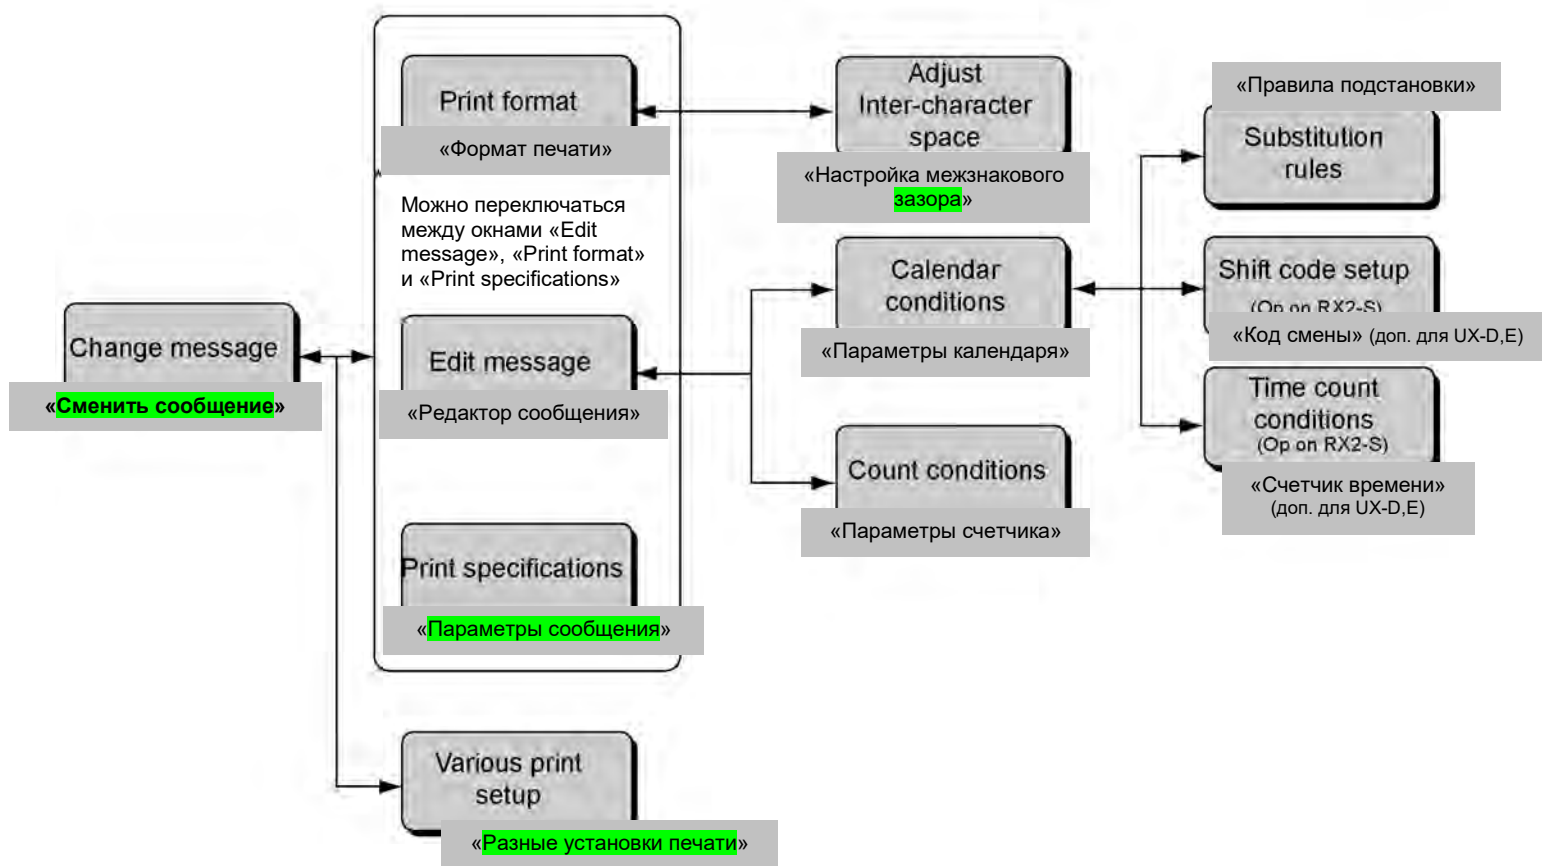 Print format
«Формат печати»
Можно переключаться
между окнами «Edit
message», «Print format»
и «Print specifications»
Change message
«Сменить сообщение»
Edit message
«Редактор сообщения»
Print specifications
«Параметры сообщения»
Various print
setup
«Разные установки печати»
Adjust
Inter-character
space
«Настройка межзнакового
зазора»
Calendar
conditions
«Параметры календаря»
Count conditions
«Параметры счетчика»
«Правила подстановки»
Substitution
rules
Shift code setup
(Op on RX2-S)
«Код смены» (доп. для UX-D,E)
Time count
conditions
(Op on RX2-S)
«Счетчик времени»
(доп. для UX-D,E)